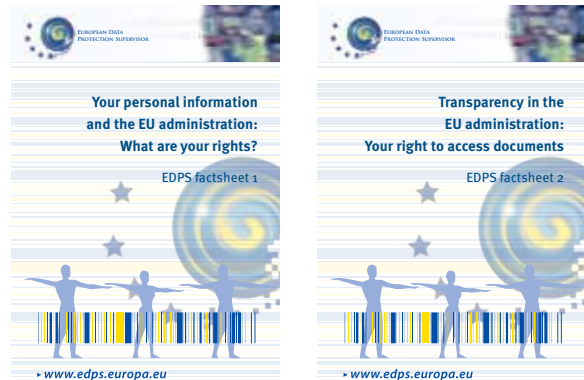 EUROPEAN DATA
PROTECTION SUPERVISOR
Your personal information
and the EU administration:
What are your rights?
EDPS factsheet 1
www.edps.europa.eu
EUROPEAN DATA
PROTECTION SUPERVISOR
Transparency in the
EU administration:
Your right to access documents
EDPS factsheet 2
www.edps.europa.eu